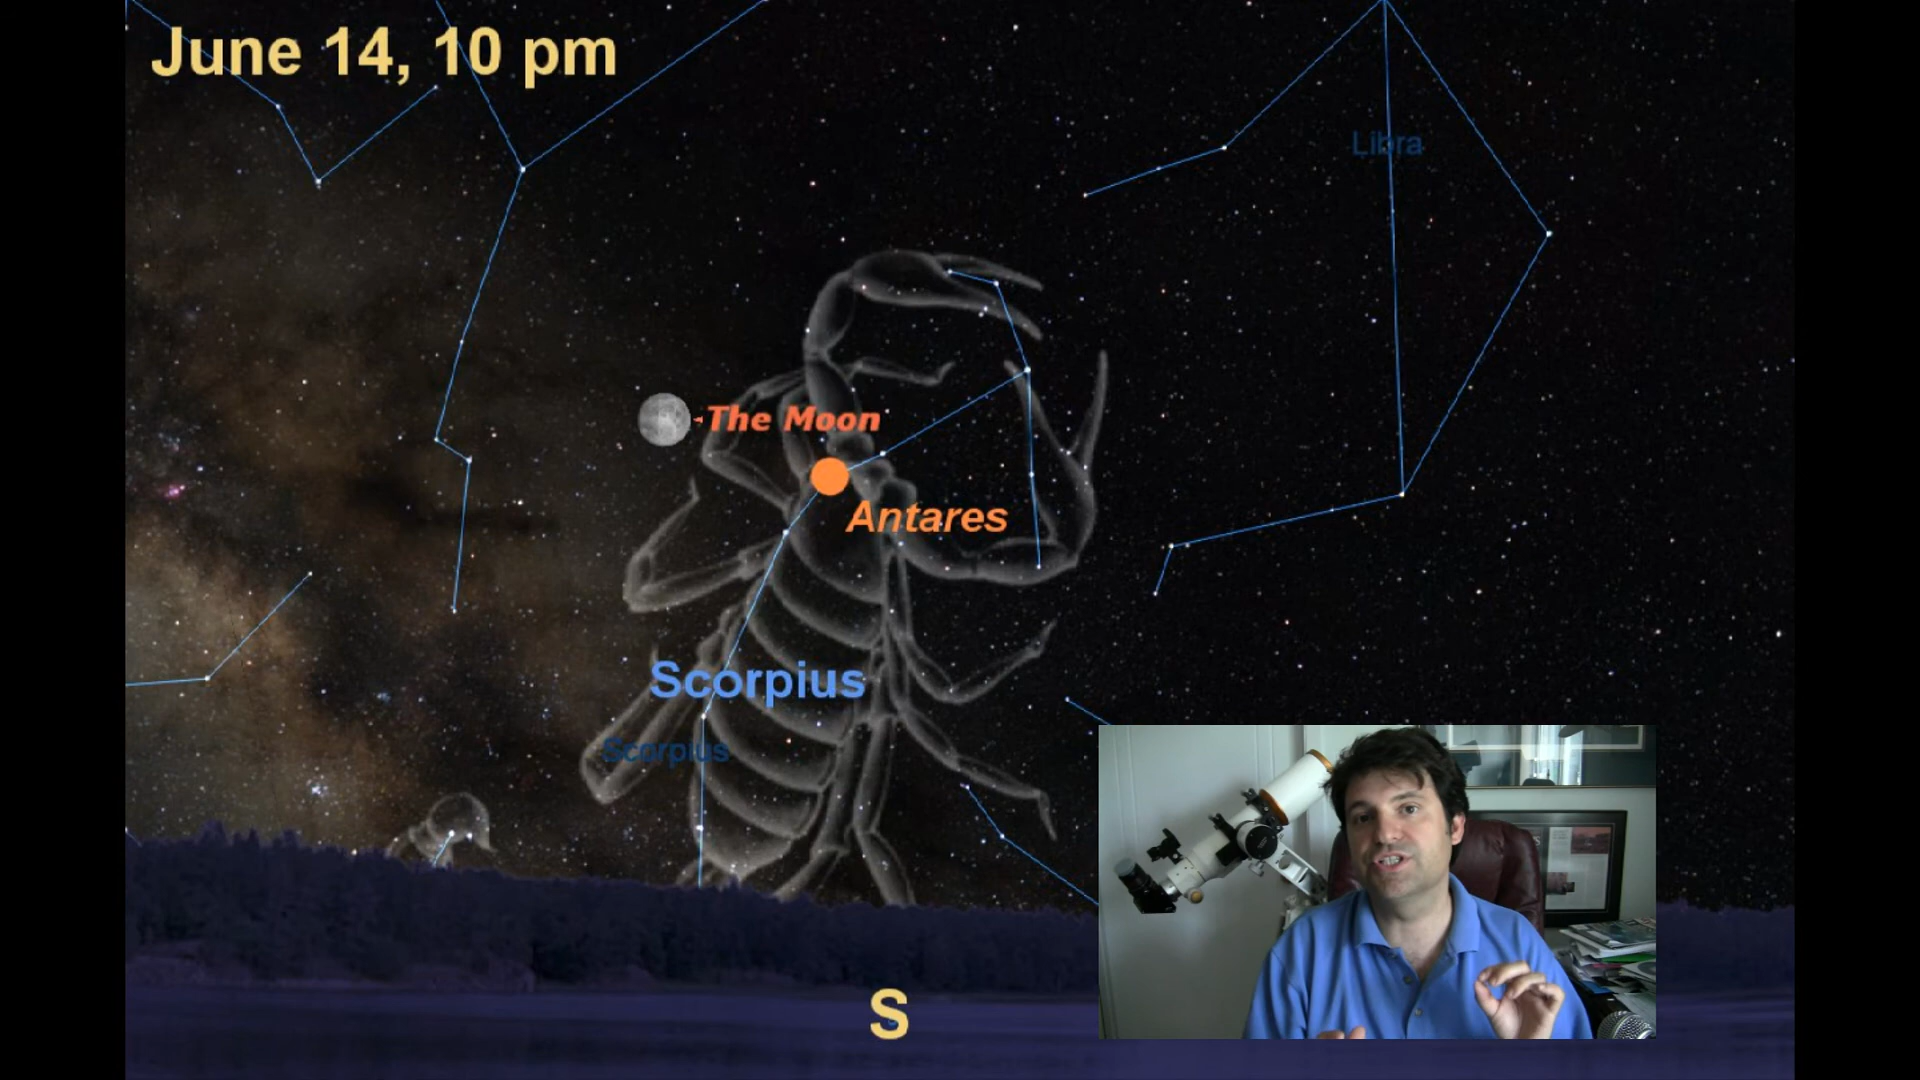 June 14, 10 pm
Libra
The Moon
Antares
Scorpius
Scorpius
S